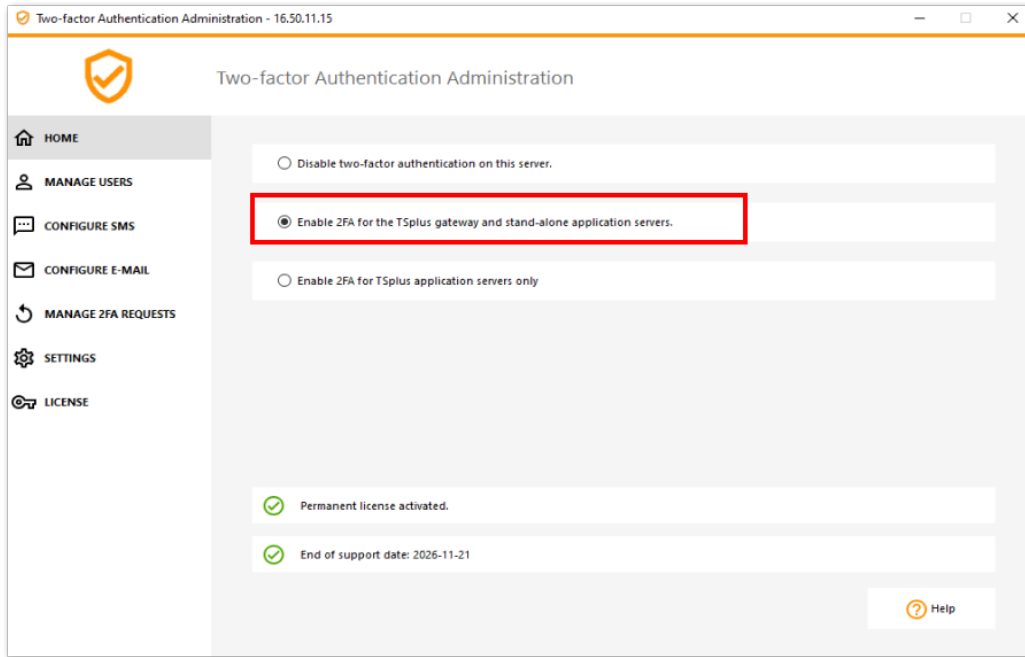 Two-factor Authentication Administration - 16.50.11.15
Two-factor Authentication Administration
HOME
MANAGE USERS
CONFIGURE SMS
CONFIGURE E-MAIL
MANAGE 2FA REQUESTS
SETTINGS
LICENSE
Disable two-factor authentication on this server.
Enable 2FA for the TSplus gateway and stand-alone application servers.
Enable 2FA for TSplus application servers only
Permanent license activated.
End of support date: 2026-11-21
Help